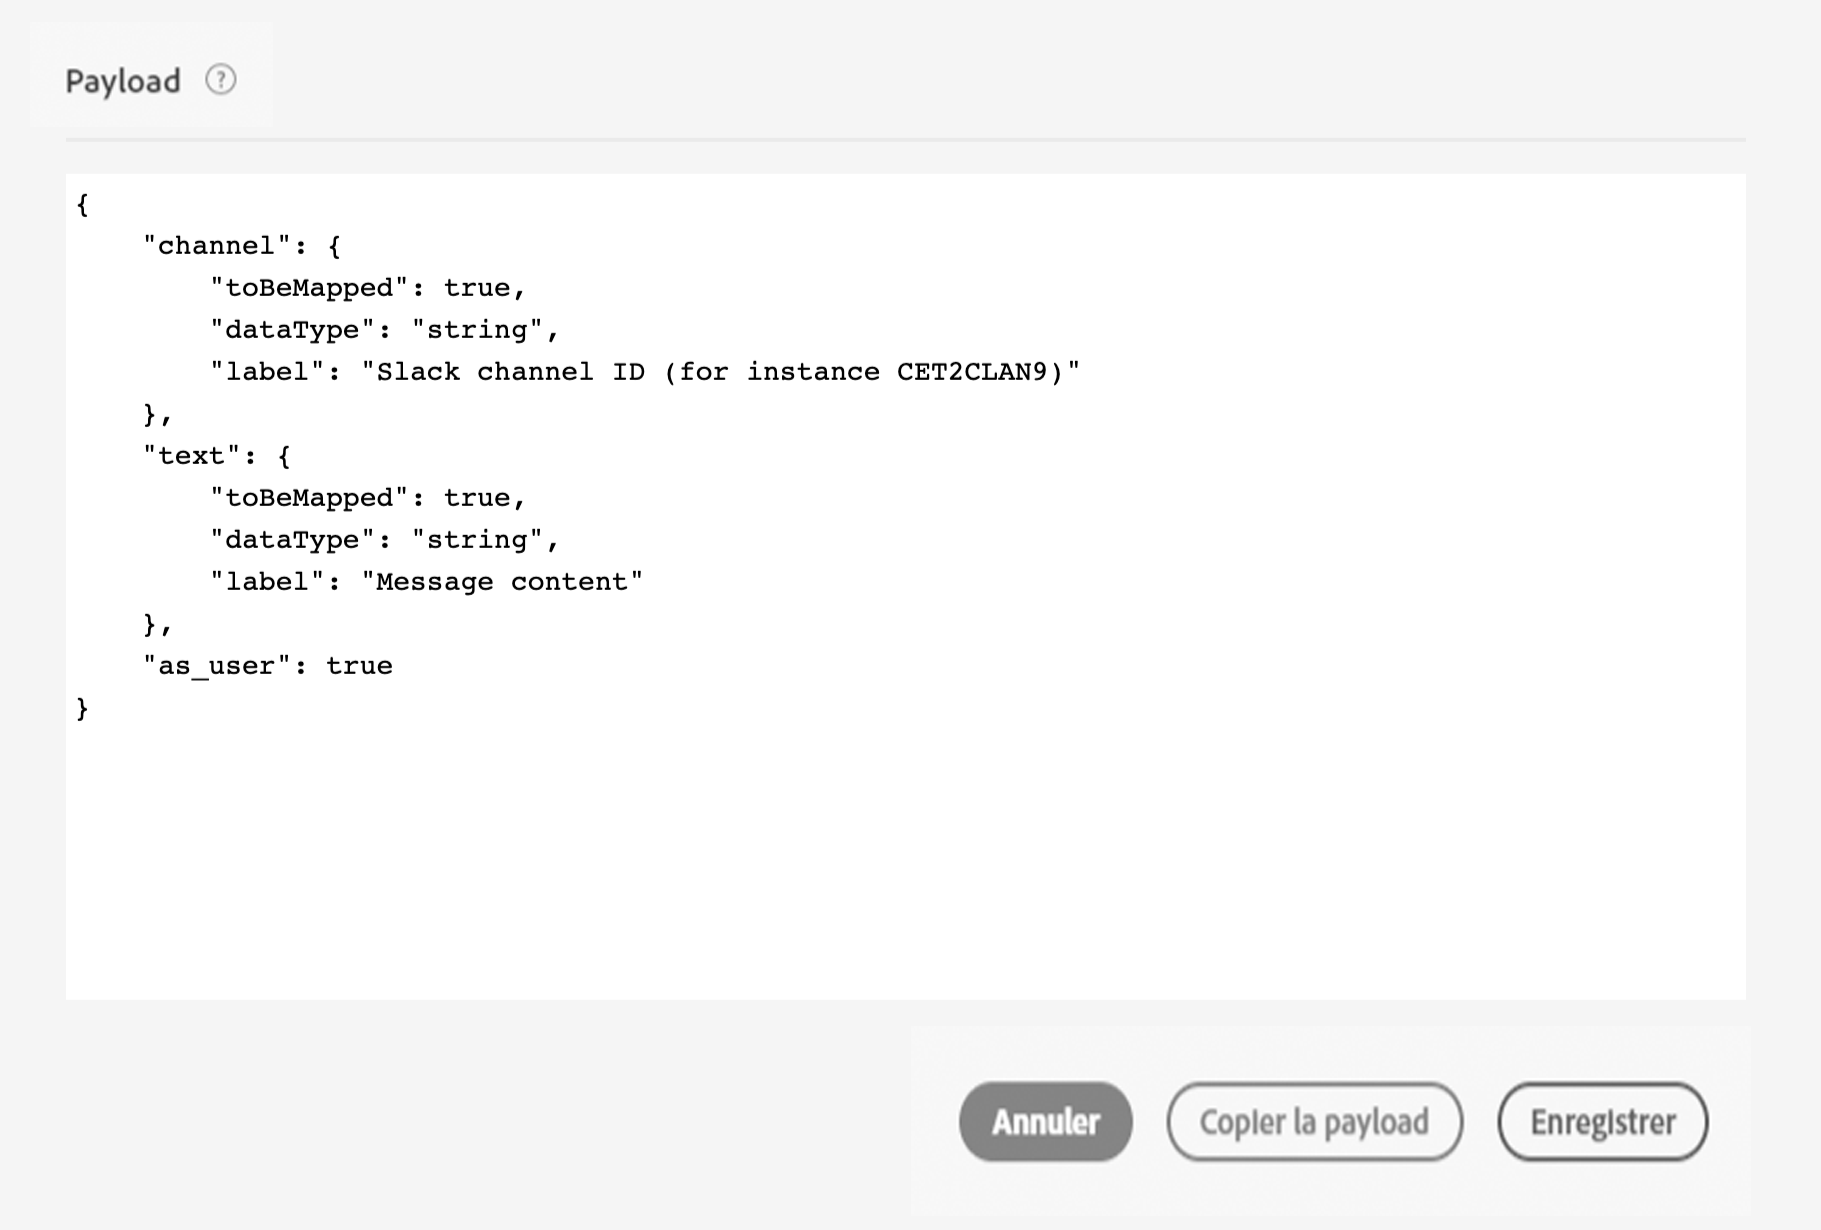 Payload ?
{
    "channel": {
        "toBeMapped": true,
        "dataType": "string",
        "label": "Slack channel ID (for instance CET2CLAN9)"
    },
    "text": {
        "toBeMapped": true,
        "dataType": "string",
        "label": "Message content"
    },
    "as_user": true
}
Annuler Copier la payload Enregistrer